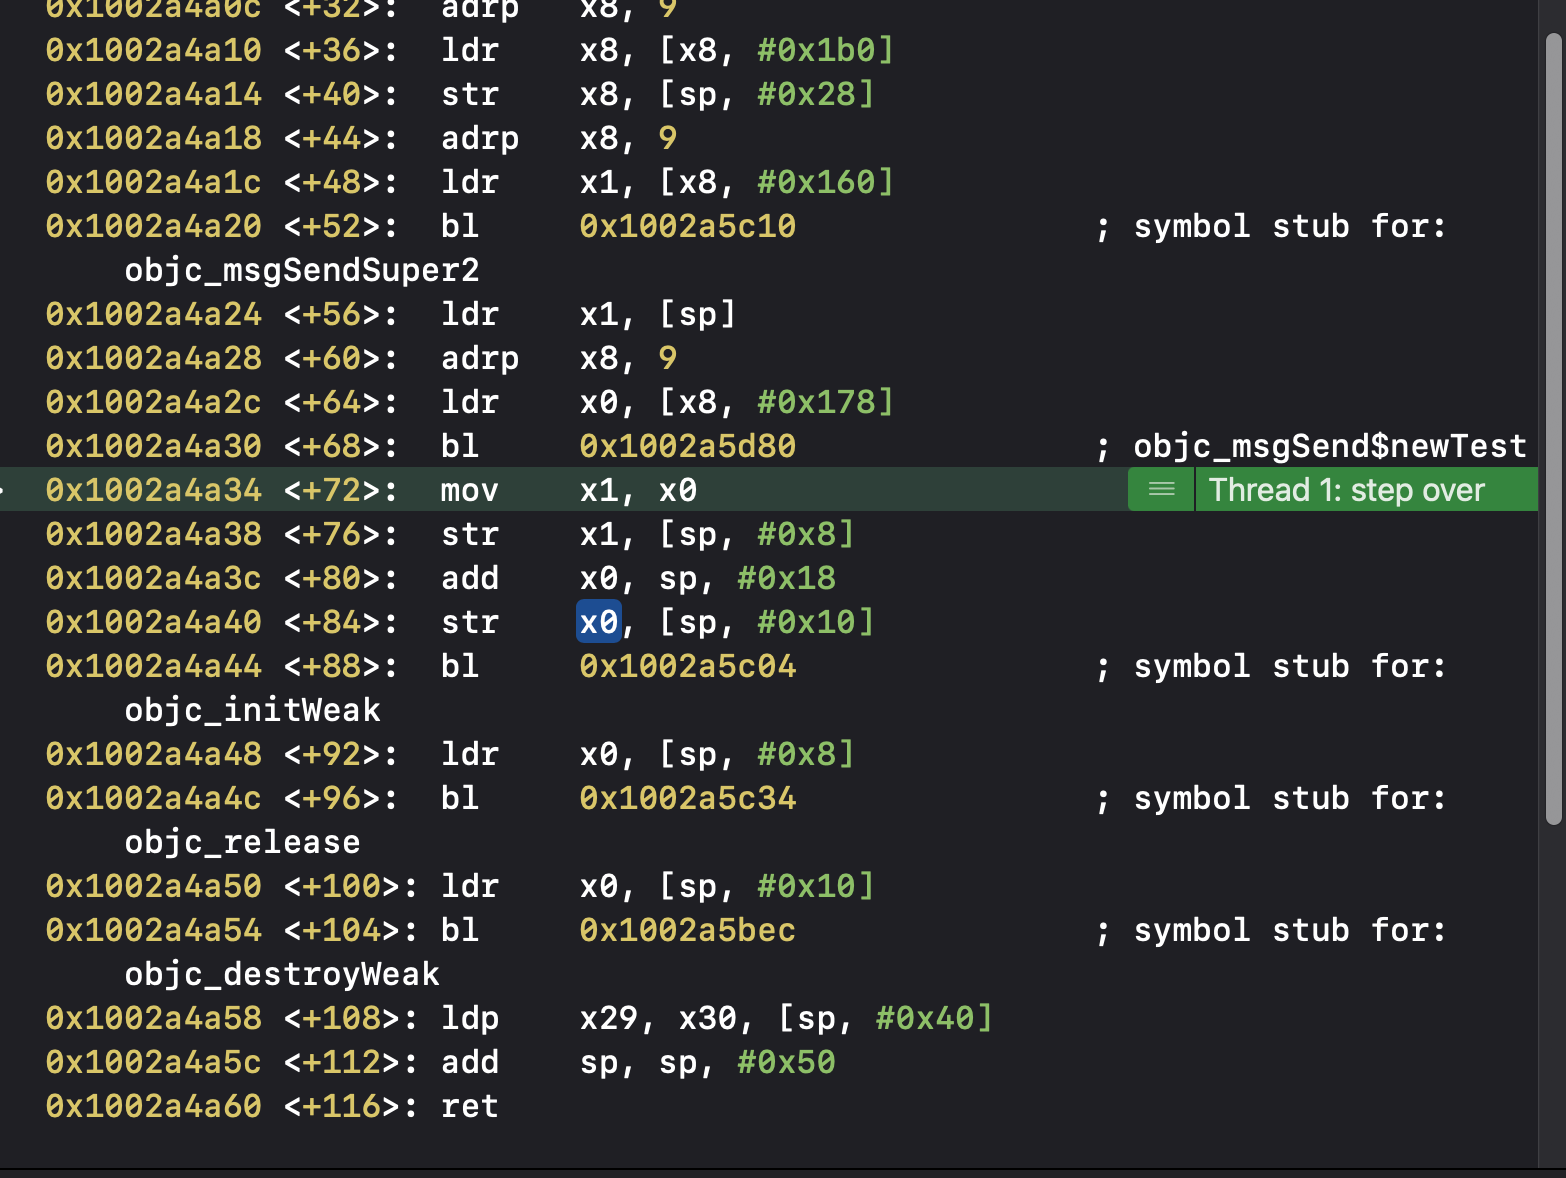 0x1002a4a0c <+32>:  adrp   x8, 9
0x1002a4a10 <+36>:  ldr    x8, [x8, #0x1b0]
0x1002a4a14 <+40>:  str    x8, [sp, #0x28]
0x1002a4a18 <+44>:  adrp   x8, 9
0x1002a4a1c <+48>:  ldr    x1, [x8, #0x160]
0x1002a4a20 <+52>:  bl     0x1002a5c10               ; symbol stub for:
objc_msgSendSuper2
0x1002a4a24 <+56>:  ldr    x1, [sp]
0x1002a4a28 <+60>:  adrp   x8, 9
0x1002a4a2c <+64>:  ldr    x0, [x8, #0x178]
0x1002a4a30 <+68>:  bl     0x1002a5d80               ; objc_msgSend$newTest
0x1002a4a34 <+72>:  mov    x1, x0 Thread 1: step over
0x1002a4a38 <+76>:  str    x1, [sp, #0x8]
0x1002a4a3c <+80>:  add    x0, sp, #0x18
0x1002a4a40 <+84>:  str    x0, [sp, #0x10]
0x1002a4a44 <+88>:  bl     0x1002a5c04               ; symbol stub for:
objc_initWeak
0x1002a4a48 <+92>:  ldr    x0, [sp, #0x8]
0x1002a4a4c <+96>:  bl     0x1002a5c34               ; symbol stub for:
objc_release
0x1002a4a50 <+100>: ldr    x0, [sp, #0x10]
0x1002a4a54 <+104>: bl     0x1002a5bec               ; symbol stub for:
objc_destroyWeak
0x1002a4a58 <+108>: ldp    x29, x30, [sp, #0x40]
0x1002a4a5c <+112>: add    sp, sp, #0x50
0x1002a4a60 <+116>: ret